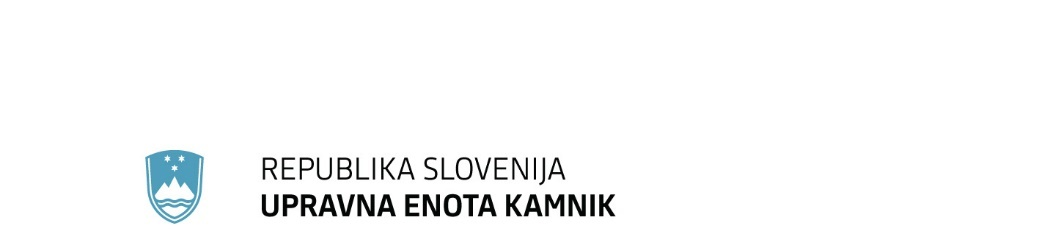 REPUBLIKA SLOVENIJA
UPRAVNA ENOTA KAMNIK